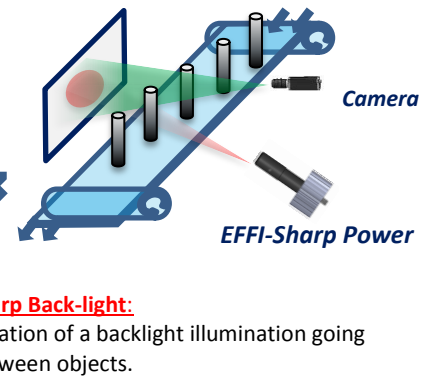 Camera
EFFI-Sharp Power
rp Back-light:
ation of a backlight illumination going
ween objects.